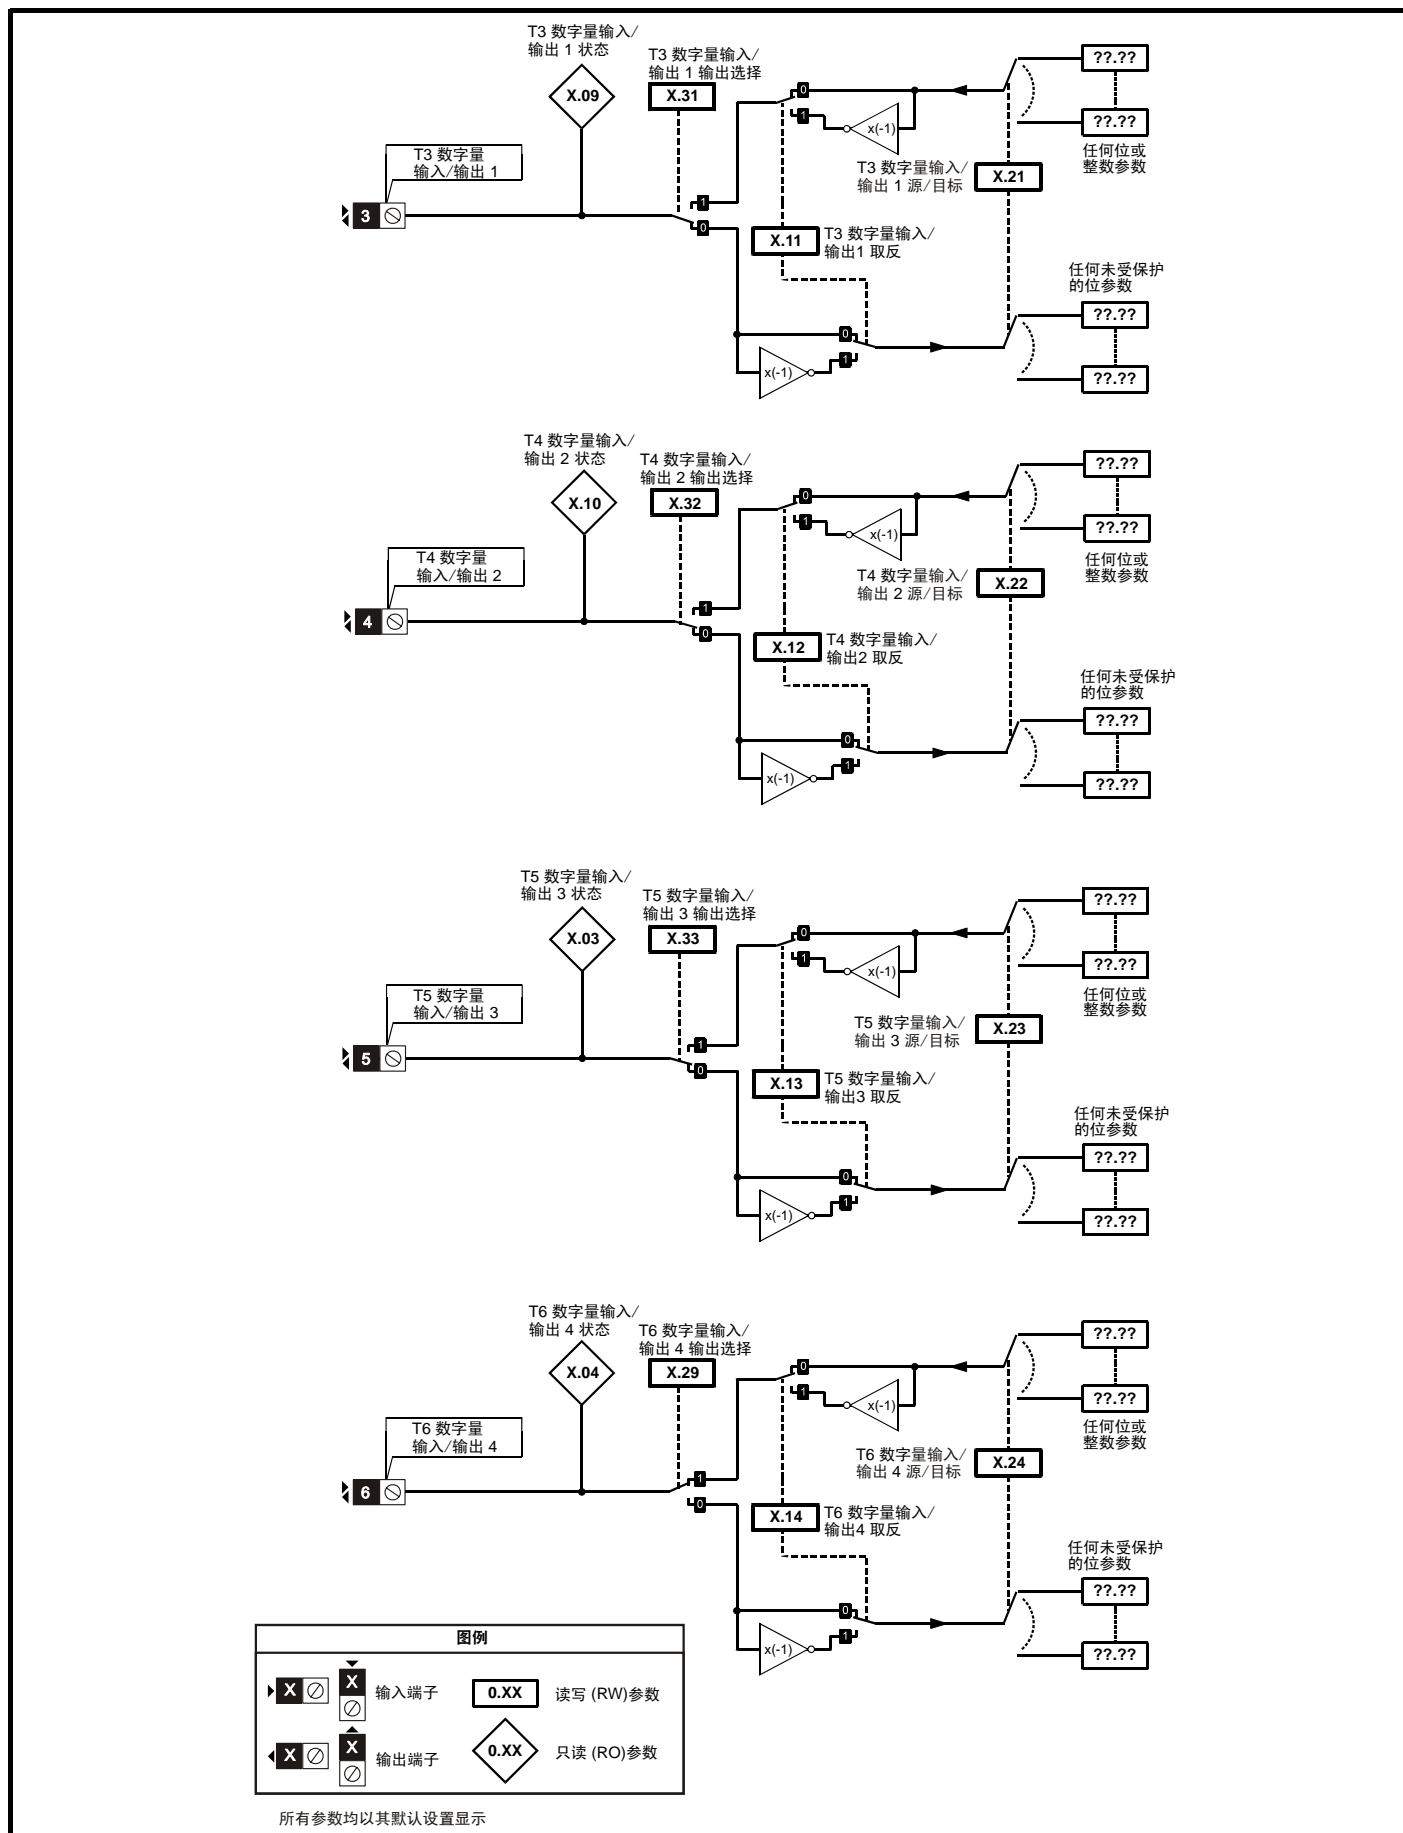 T3 数字量输入/
输出 1 状态
X.09
T3 数字量输入/
输出 1 输出选择
X.31
0
1
x(-1)
??.??
??.??
任何位或
整数参数
T3 数字量
输入/输出 1
3
1
0
T3 数字量输入/
输出 1 源/目标
X.21
X.11
T3 数字量输入/
输出1 取反
任何未受保护
的位参数
??.??
0
1
x(-1)
??.??
T4 数字量输入/
输出 2 状态
X.10
T4 数字量输入/
输出 2 输出选择
X.32
0
1
x(-1)
??.??
??.??
任何位或
整数参数
T4 数字量
输入/输出 2
4
1
0
T4 数字量输入/
输出 2 源/目标
X.22
X.12
T4 数字量输入/
输出2 取反
任何未受保护
的位参数
??.??
0
1
x(-1)
??.??
T5 数字量输入/
输出 3 状态
X.03
T5 数字量输入/
输出 3 输出选择
X.33
0
1
x(-1)
??.??
??.??
任何位或
整数参数
T5 数字量
输入/输出 3
5
1
0
T5 数字量输入/
输出 3 源/目标
X.23
X.13
T5 数字量输入/
输出3 取反
任何未受保护
的位参数
??.??
0
1
x(-1)
??.??
T6 数字量输入/
输出 4 状态
X.04
T6 数字量输入/
输出 4 输出选择
X.29
0
1
x(-1)
??.??
??.??
任何位或
整数参数
T6 数字量
输入/输出 4
6
1
0
T6 数字量输入/
输出 4 源/目标
X.24
X.14
T6 数字量输入/
输出4 取反
任何未受保护
的位参数
??.??
0
1
x(-1)
??.??
图例
X
X
输入端子
0.XX
读写 (RW)参数
X
X
输出端子
0.XX
只读 (RO)参数
所有参数均以其默认设置显示